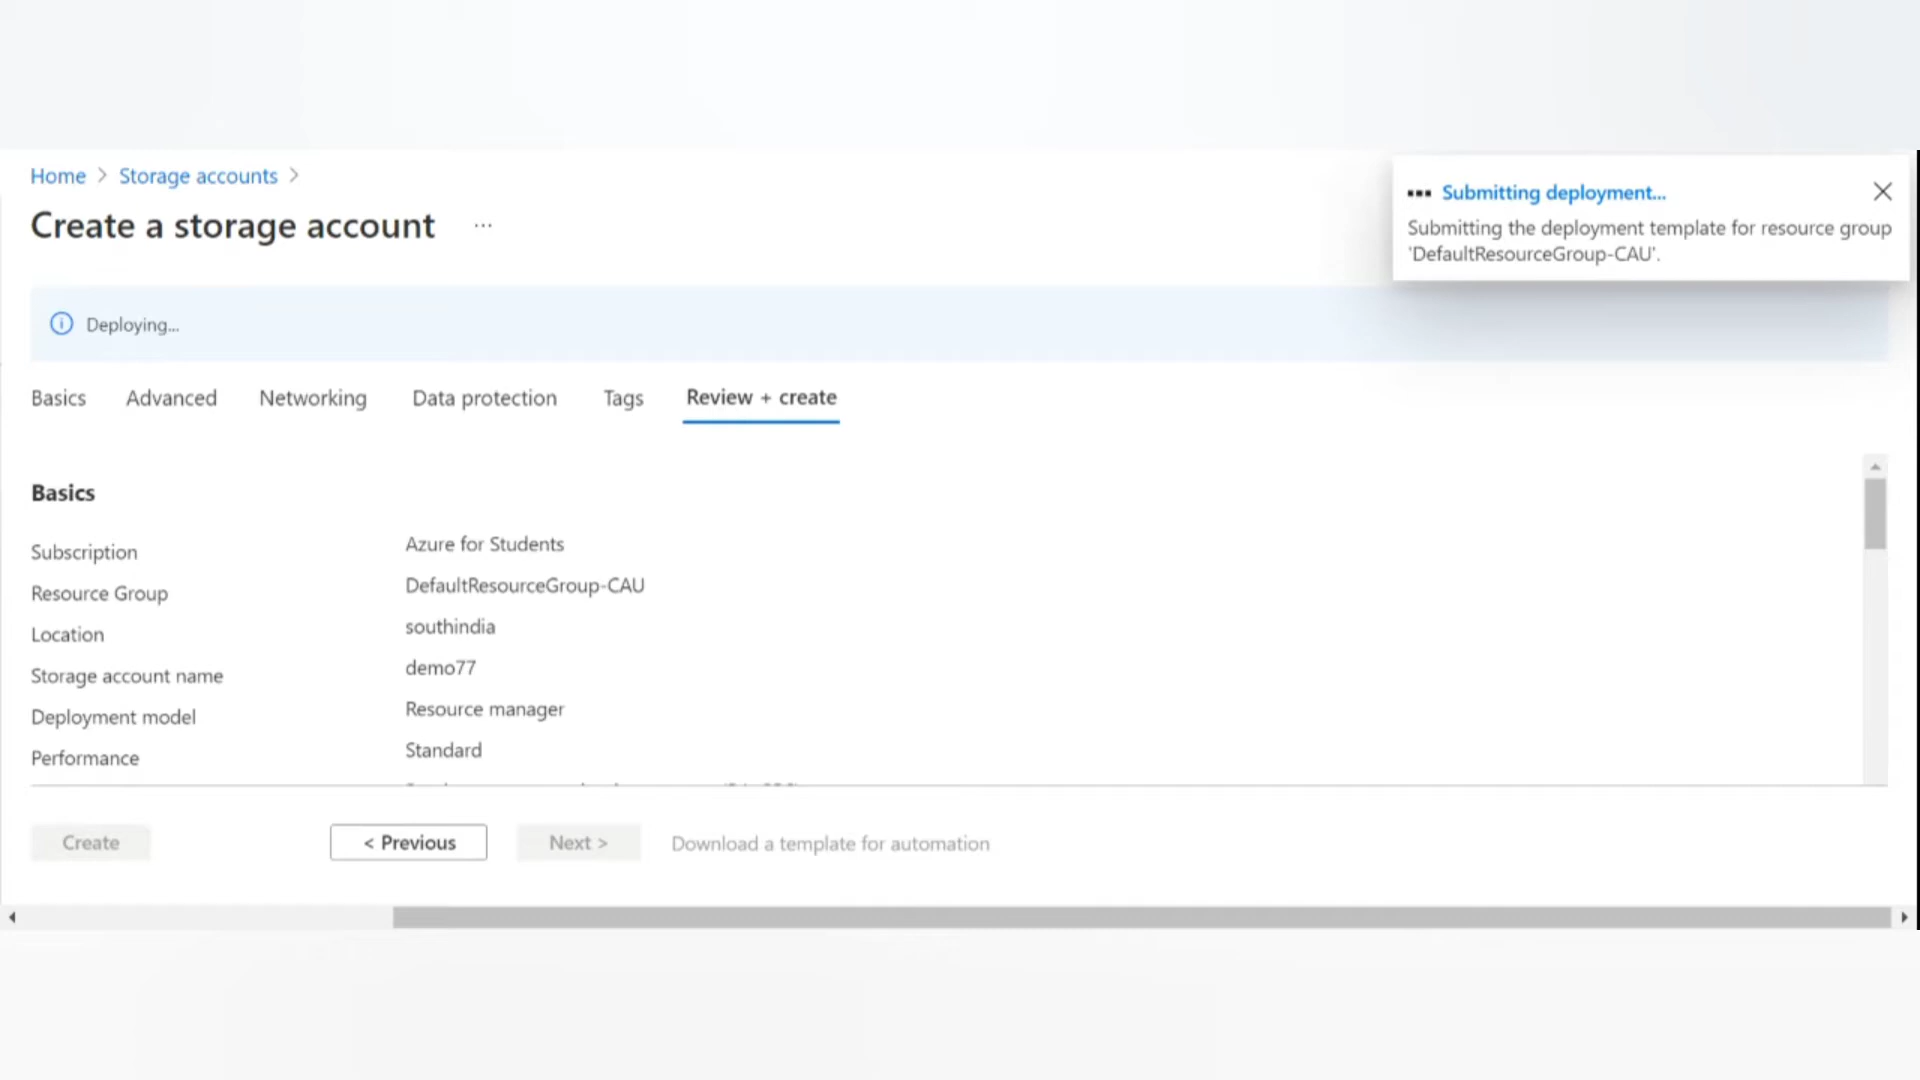 Home > Storage accounts >
Create a storage account ...
Submitting deployment...
Submitting the deployment template for resource group
'DefaultResourceGroup-CAU'.
Deploying...
Basics Advanced Networking Data protection Tags Review + create
Basics
Subscription Azure for Students
Resource Group DefaultResourceGroup-CAU
Location southindia
Storage account name demo77
Deployment model Resource manager
Performance Standard
Create < Previous Next > Download a template for automation